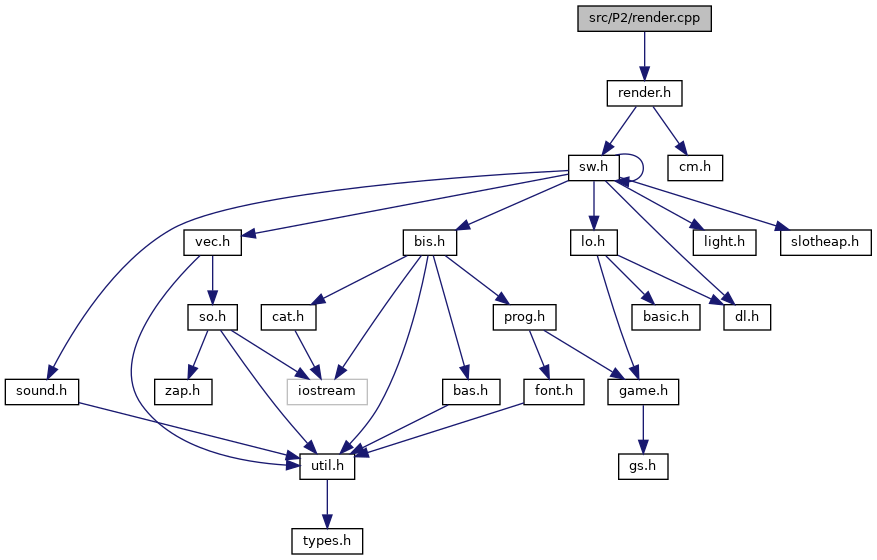 src/P2/render.cpp
render.h
sw.h
cm.h
vec.h
bis.h
lo.h
light.h
slotheap.h
so.h
cat.h
prog.h
basic.h
dl.h
sound.h
zap.h
iostream
bas.h
font.h
game.h
util.h
gs.h
types.h